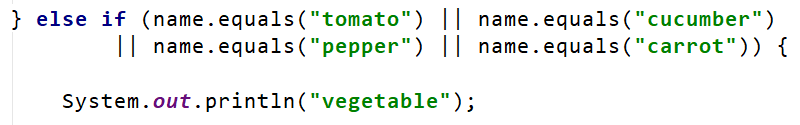 } else if (name.equals("tomato") || name.equals("cucumber")
        || name.equals("pepper") || name.equals("carrot")) {
    System.out.println("vegetable");